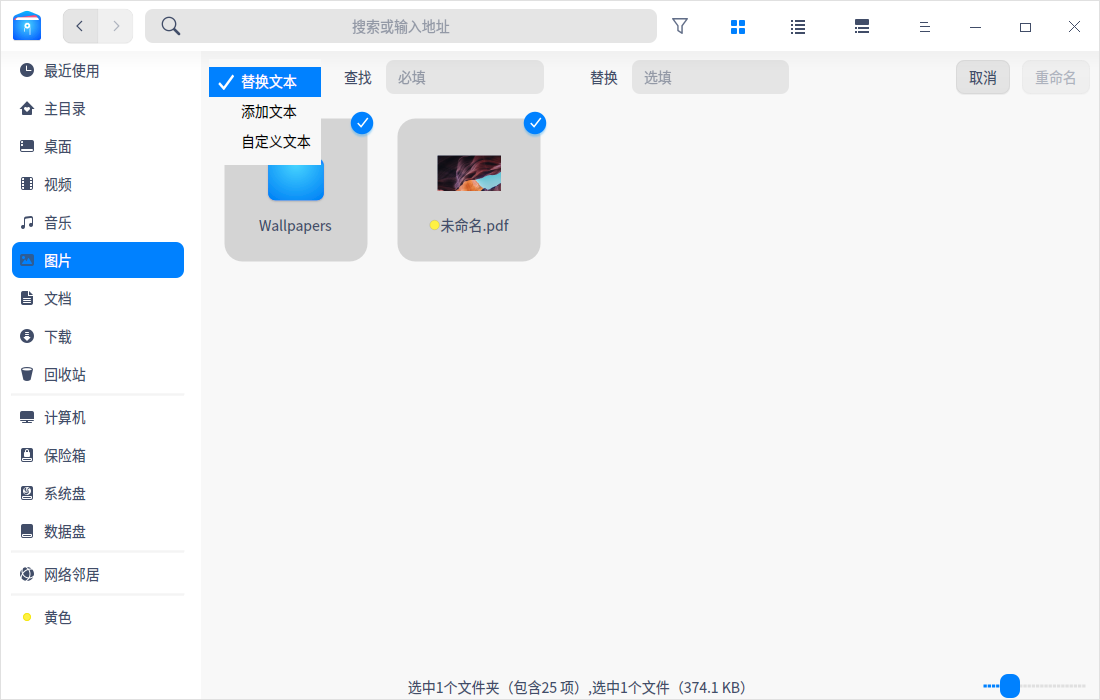 搜索或输入地址
最近使用
主目录
桌面
视频
音乐
图片
文档
下载
回收站
计算机
保险箱
系统盘
数据盘
网络邻居
黄色
替换文本
添加文本
自定义文本
查找 必填 替换 选填 取消 重命名
Wallpapers
未命名.pdf
选中1个文件夹（包含25 项）,选中1个文件（374.1 KB）